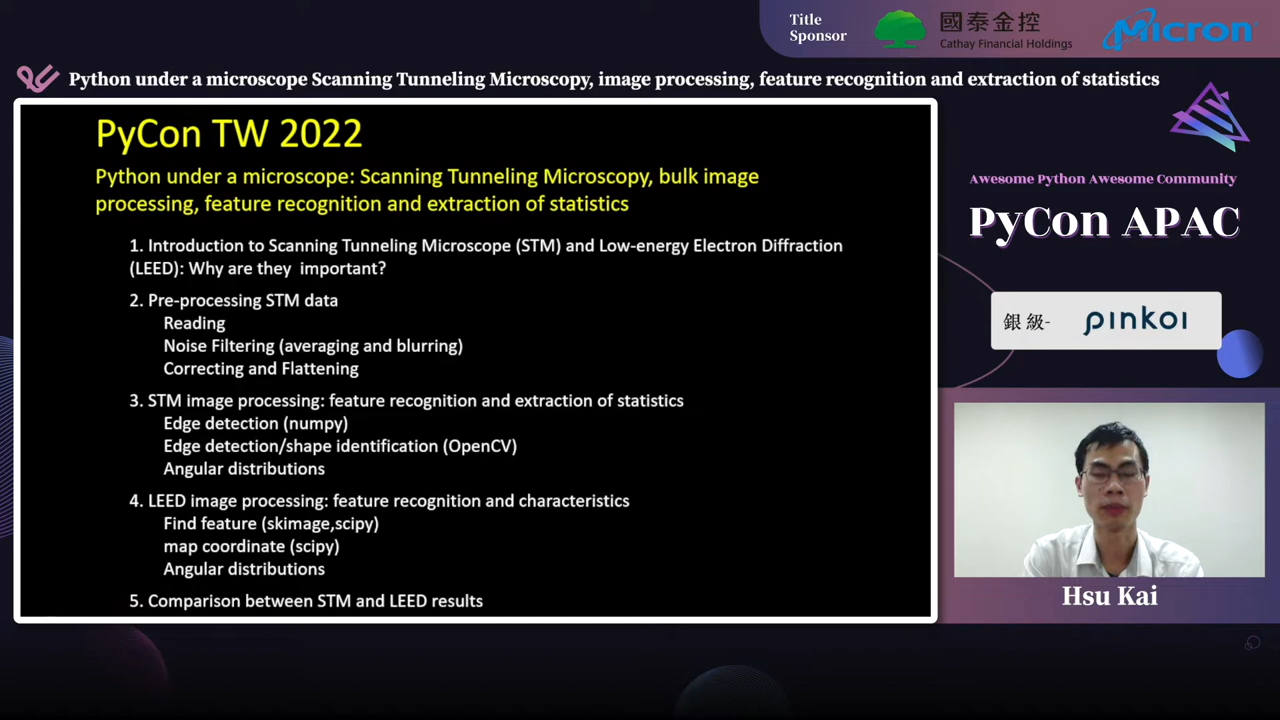 Title
Sponsor
國泰金控
Cathay Financial Holdings
Micron
Python under a microscope Scanning Tunneling Microscopy, image processing, feature recognition and extraction of statistics
PyCon TW 2022
Python under a microscope: Scanning Tunneling Microscopy, bulk image
processing, feature recognition and extraction of statistics
1. Introduction to Scanning Tunneling Microscope (STM) and Low-energy Electron Diffraction
(LEED): Why are they important?
2. Pre-processing STM data
Reading
Noise Filtering (averaging and blurring)
Correcting and Flattening
3. STM image processing: feature recognition and extraction of statistics
Edge detection (numpy)
Edge detection/shape identification (OpenCV)
Angular distributions
4. LEED image processing: feature recognition and characteristics
Find feature (skimage,scipy)
map coordinate (scipy)
Angular distributions
5. Comparison between STM and LEED results
Awesome Python Awesome Community
PyCon APAC
銀級- pinkoi
Hsu Kai